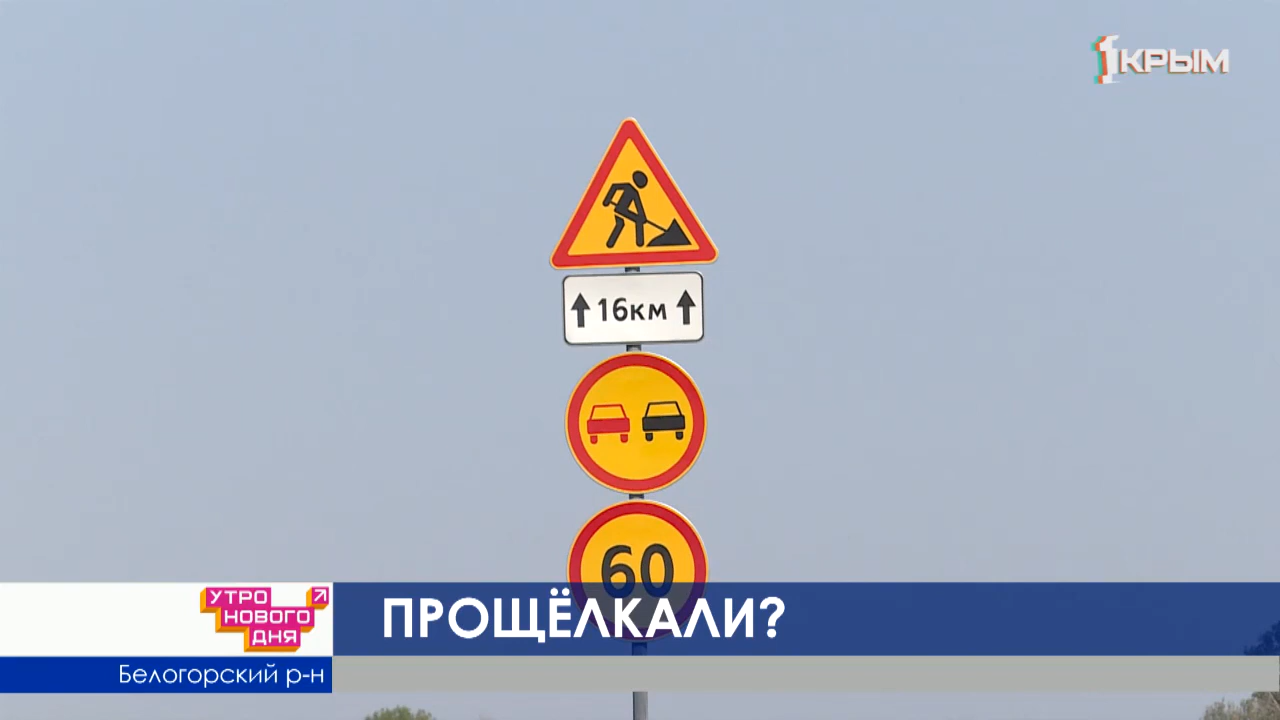 1КРЫМ
16км
60
УТРО
НОВОГО
ДНЯ
ПРОЩЁЛКАЛИ?
Белогорский р-н